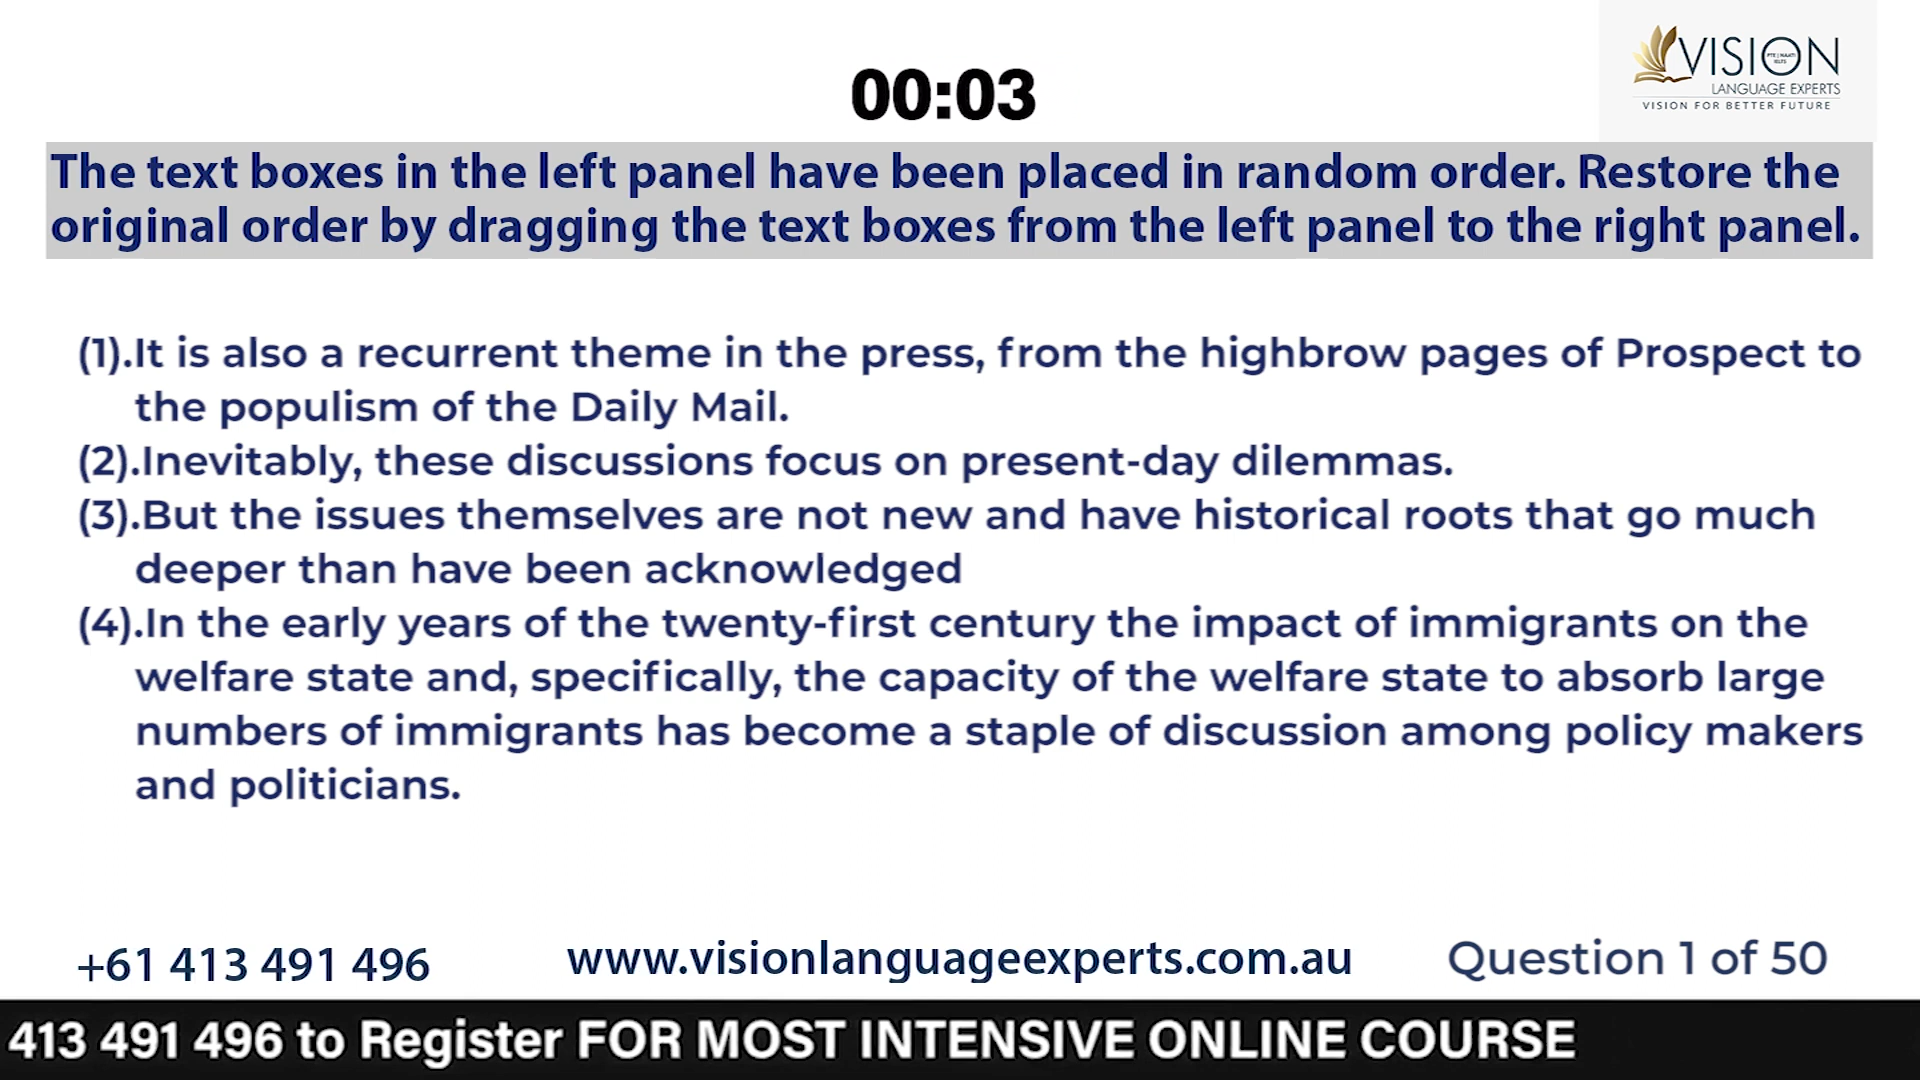 VISION
PTE | NAATI
IELTS
LANGUAGE EXPERTS
VISION FOR BETTER FUTURE
00:03
The text boxes in the left panel have been placed in random order. Restore the
original order by dragging the text boxes from the left panel to the right panel.
(1).It is also a recurrent theme in the press, from the highbrow pages of Prospect to
the populism of the Daily Mail.
(2).Inevitably, these discussions focus on present-day dilemmas.
(3).But the issues themselves are not new and have historical roots that go much
deeper than have been acknowledged
(4).In the early years of the twenty-first century the impact of immigrants on the
welfare state and, specifically, the capacity of the welfare state to absorb large
numbers of immigrants has become a staple of discussion among policy makers
and politicians.
+61 413 491 496
www.visionlanguageexperts.com.au
Question 1 of 50
413 491 496 to Register FOR MOST INTENSIVE ONLINE COURSE